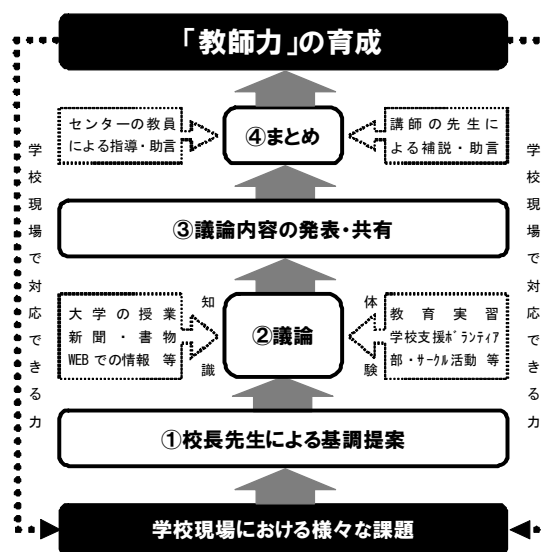 「教師力」の育成
センターの教員
による指導・助言
④まとめ
講師の先生に
よる補説・助言
学校現場で対応できる力
学校現場で対応できる力
③議論内容の発表・共有
大学の授業
新聞・書物
WEBでの情報 等
知識
②議論
体験
教育実習
学校支援ボランティア
部・サークル活動 等
①校長先生による基調提案
学校現場における様々な課題